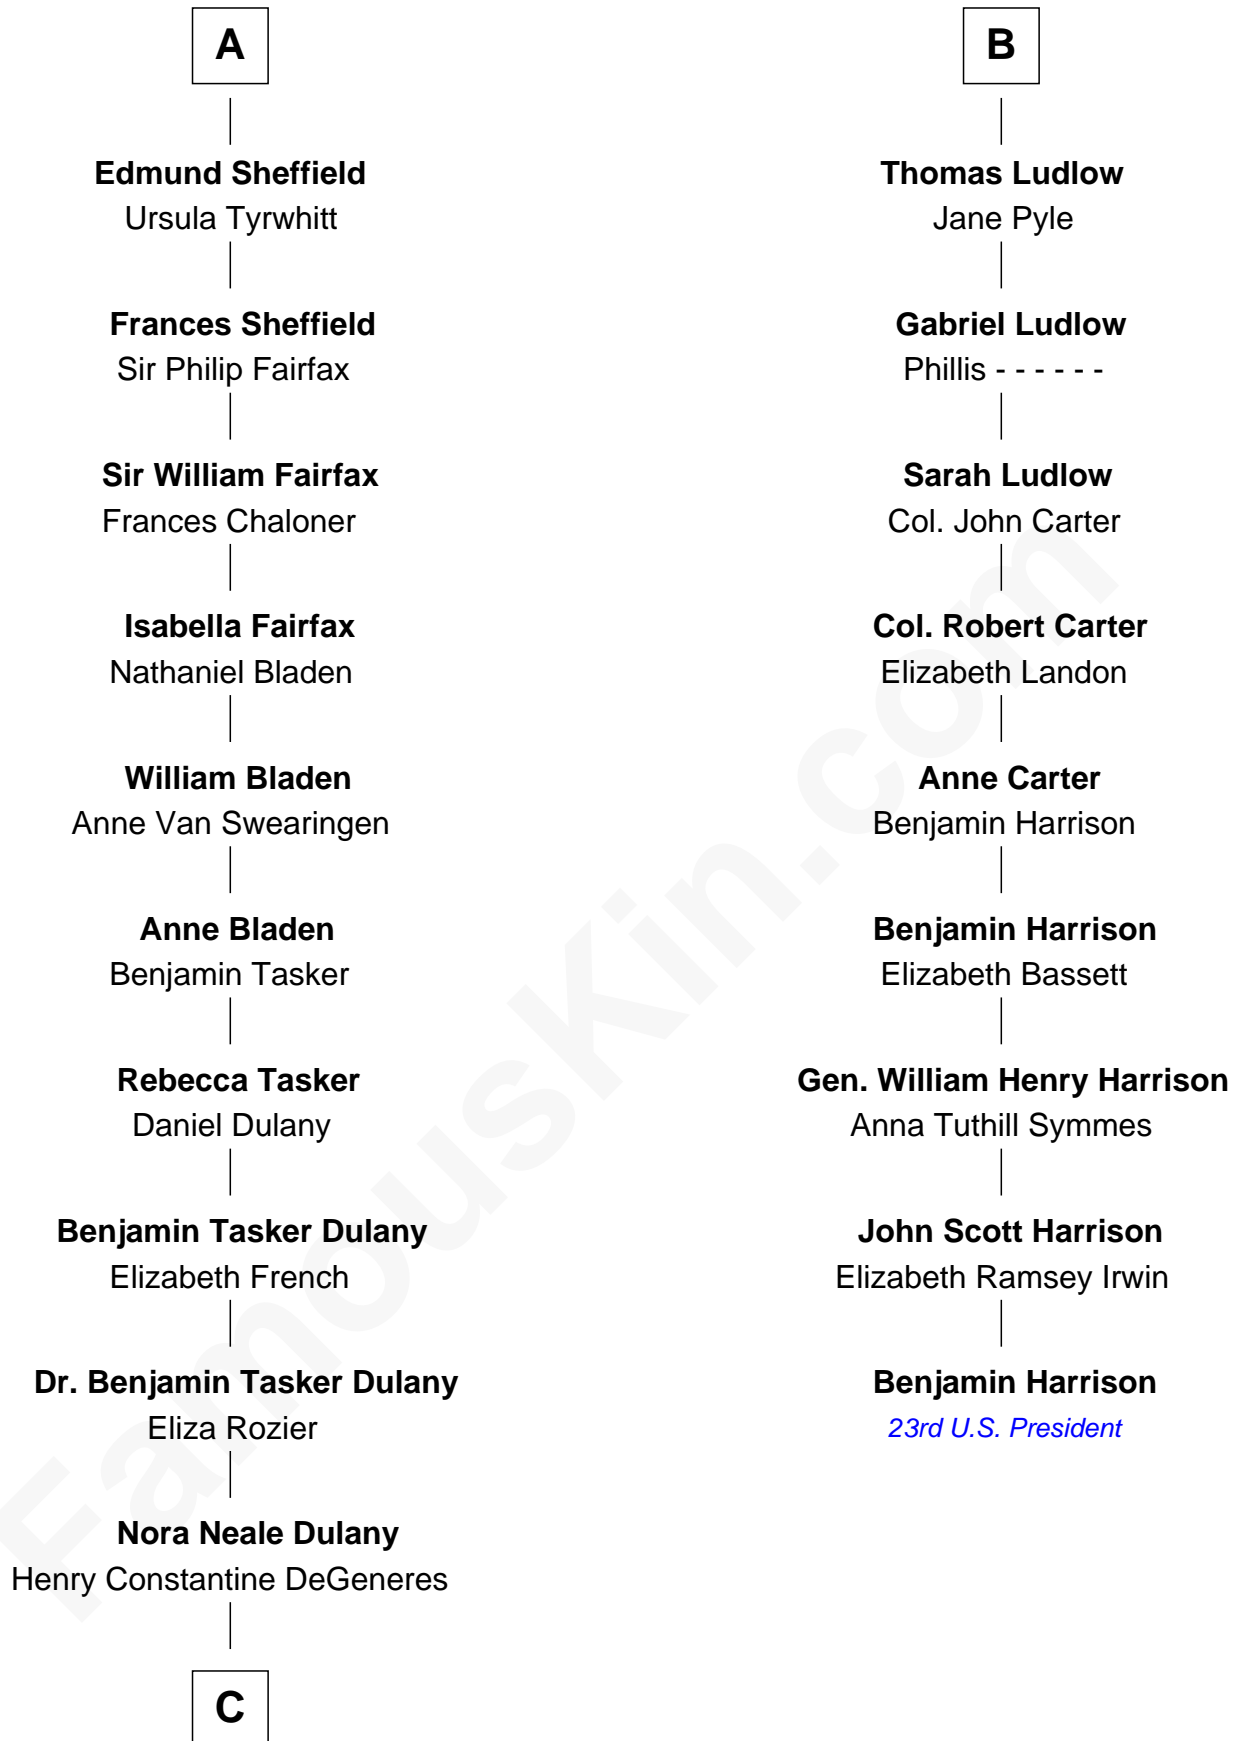 A
Edmund Sheffield
Ursula Tyrwhitt
Frances Sheffield
Sir Philip Fairfax
Sir William Fairfax
Frances Chaloner
Isabella Fairfax
Nathaniel Bladen
William Bladen
Anne Van Swearingen
Anne Bladen
Benjamin Tasker
Rebecca Tasker
Daniel Dulany
Benjamin Tasker Dulany
Elizabeth French
Dr. Benjamin Tasker Dulany
Eliza Rozier
Nora Neale Dulany
Henry Constantine DeGeneres
C
B
Thomas Ludlow
Jane Pyle
Gabriel Ludlow
Phillis - - - - - -
Sarah Ludlow
Col. John Carter
Col. Robert Carter
Elizabeth Landon
Anne Carter
Benjamin Harrison
Benjamin Harrison
Elizabeth Bassett
Gen. William Henry Harrison
Anna Tuthill Symmes
John Scott Harrison
Elizabeth Ramsey Irwin
Benjamin Harrison
23rd U.S. President
FamousKin.com